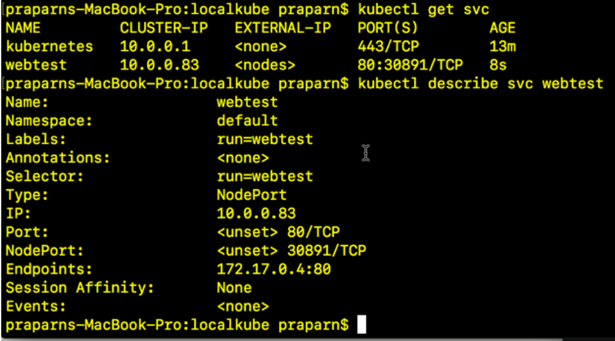 praparns-MacBook-Pro:localkube praparn$ kubectl get svc
NAME CLUSTER-IP EXTERNAL-IP PORT(S) AGE
kubernetes 10.0.0.1 <none> 443/TCP 13m
webtest 10.0.0.83 <nodes> 80:30891/TCP 8s
praparns-MacBook-Pro:localkube praparn$ kubectl describe svc webtest
Name: webtest
Namespace: default
Labels: run=webtest
Annotations: <none>
Selector: run=webtest
Type: NodePort
IP: 10.0.0.83
Port: <unset> 80/TCP
NodePort: <unset> 30891/TCP
Endpoints: 172.17.0.4:80
Session Affinity: None
Events: <none>
praparns-MacBook-Pro:localkube praparn$